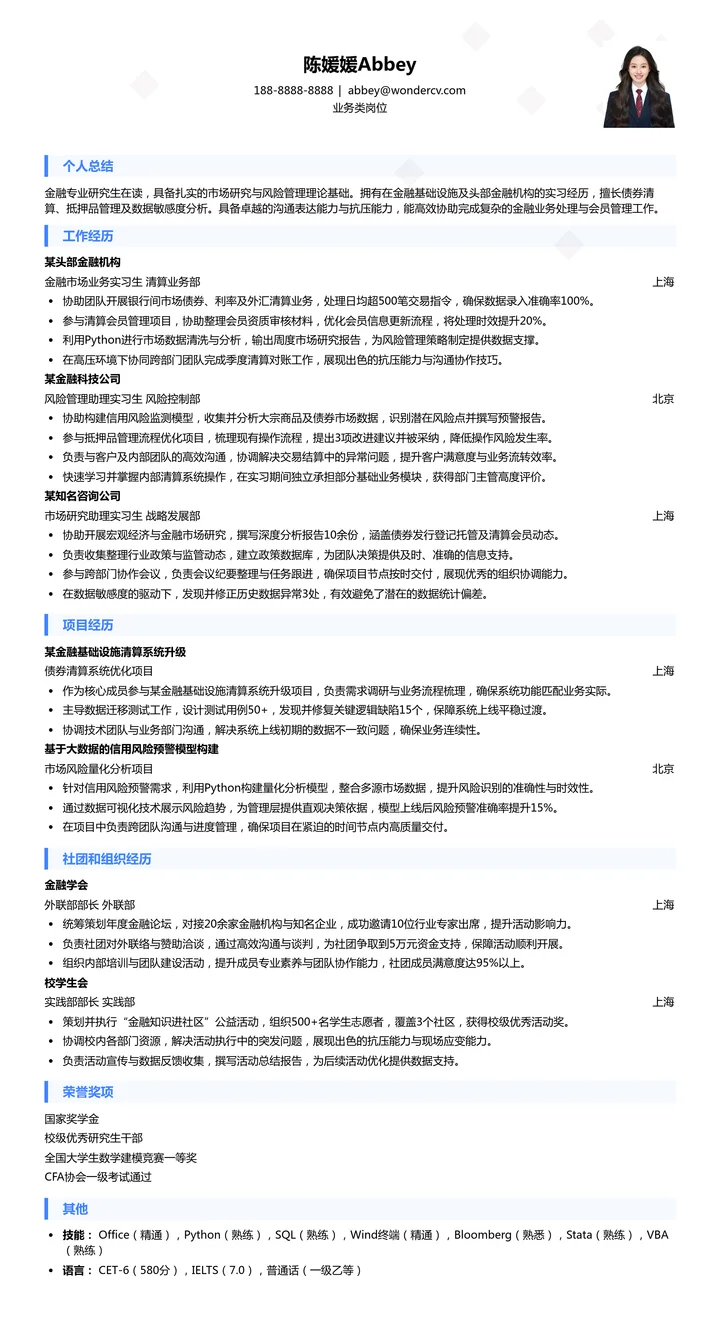 陈媛媛Abbey
188-8888-8888 | abbey@wondercv.com
业务类岗位
个人总结
金融专业研究生在读，具备扎实的市场研究与风险管理理论基础。拥有在金融基础设施及头部金融机构的实习经历，擅长债券清
算、抵押品管理及数据敏感度分析。具备卓越的沟通表达能力与抗压能力，能高效协助完成复杂的金融业务处理与会员管理工作。
工作经历
某头部金融机构
金融市场业务实习生 清算业务部 上海
• 协助团队开展银行间市场债券、利率及外汇清算业务，处理日均超500笔交易指令，确保数据录入准确率100%。
• 参与清算会员管理项目，协助整理会员资质审核材料，优化会员信息更新流程，将处理时效提升20%。
• 利用Python进行市场数据清洗与分析，输出周度市场研究报告，为风险管理策略制定提供数据支撑。
• 在高压环境下协同跨部门团队完成季度清算对账工作，展现出色的抗压能力与沟通协作技巧。
某金融科技公司
风险管理助理实习生 风险控制部 北京
• 协助构建信用风险监测模型，收集并分析大宗商品及债券市场数据，识别潜在风险点并撰写预警报告。
• 参与抵押品管理流程优化项目，梳理现有操作流程，提出3项改进建议并被采纳，降低操作风险发生率。
• 负责与客户及内部团队的高效沟通，协调解决交易结算中的异常问题，提升客户满意度与业务流转效率。
• 快速学习并掌握内部清算系统操作，在实习期间独立承担部分基础业务模块，获得部门主管高度评价。
某知名咨询公司
市场研究助理实习生 战略发展部 上海
• 协助开展宏观经济与金融市场研究，撰写深度分析报告10余份，涵盖债券发行登记托管及清算会员动态。
• 负责收集整理行业政策与监管动态，建立政策数据库，为团队决策提供及时、准确的信息支持。
• 参与跨部门协作会议，负责会议纪要整理与任务跟进，确保项目节点按时交付，展现优秀的组织协调能力。
• 在数据敏感度的驱动下，发现并修正历史数据异常3处，有效避免了潜在的数据统计偏差。
项目经历
某金融基础设施清算系统升级
债券清算系统优化项目 上海
• 作为核心成员参与某金融基础设施清算系统升级项目，负责需求调研与业务流程梳理，确保系统功能匹配业务实际。
• 主导数据迁移测试工作，设计测试用例50+，发现并修复关键逻辑缺陷15个，保障系统上线平稳过渡。
• 协调技术团队与业务部门沟通，解决系统上线初期的数据不一致问题，确保业务连续性。
基于大数据的信用风险预警模型构建
市场风险量化分析项目 北京
• 针对信用风险预警需求，利用Python构建量化分析模型，整合多源市场数据，提升风险识别的准确性与时效性。
• 通过数据可视化技术展示风险趋势，为管理层提供直观决策依据，模型上线后风险预警准确率提升15%。
• 在项目中负责跨团队沟通与进度管理，确保项目在紧迫的时间节点内高质量交付。
社团和组织经历
金融学会
外联部部长 外联部 上海
• 统筹策划年度金融论坛，对接20余家金融机构与知名企业，成功邀请10位行业专家出席，提升活动影响力。
• 负责社团对外联络与赞助洽谈，通过高效沟通与谈判，为社团争取到5万元资金支持，保障活动顺利开展。
• 组织内部培训与团队建设活动，提升成员专业素养与团队协作能力，社团成员满意度达95%以上。
校学生会
实践部部长 实践部 上海
• 策划并执行“金融知识进社区”公益活动，组织500+名学生志愿者，覆盖3个社区，获得校级优秀活动奖。
• 协调校内各部门资源，解决活动执行中的突发问题，展现出色的抗压能力与现场应变能力。
• 负责活动宣传与数据反馈收集，撰写活动总结报告，为后续活动优化提供数据支持。
荣誉奖项
国家奖学金
校级优秀研究生干部
全国大学生数学建模竞赛一等奖
CFA协会一级考试通过
其他
• 技能： Office（精通），Python（熟练），SQL（熟练），Wind终端（精通），Bloomberg（熟悉），Stata（熟练），VBA
（熟练）
• 语言： CET-6（580分），IELTS（7.0），普通话（一级乙等）